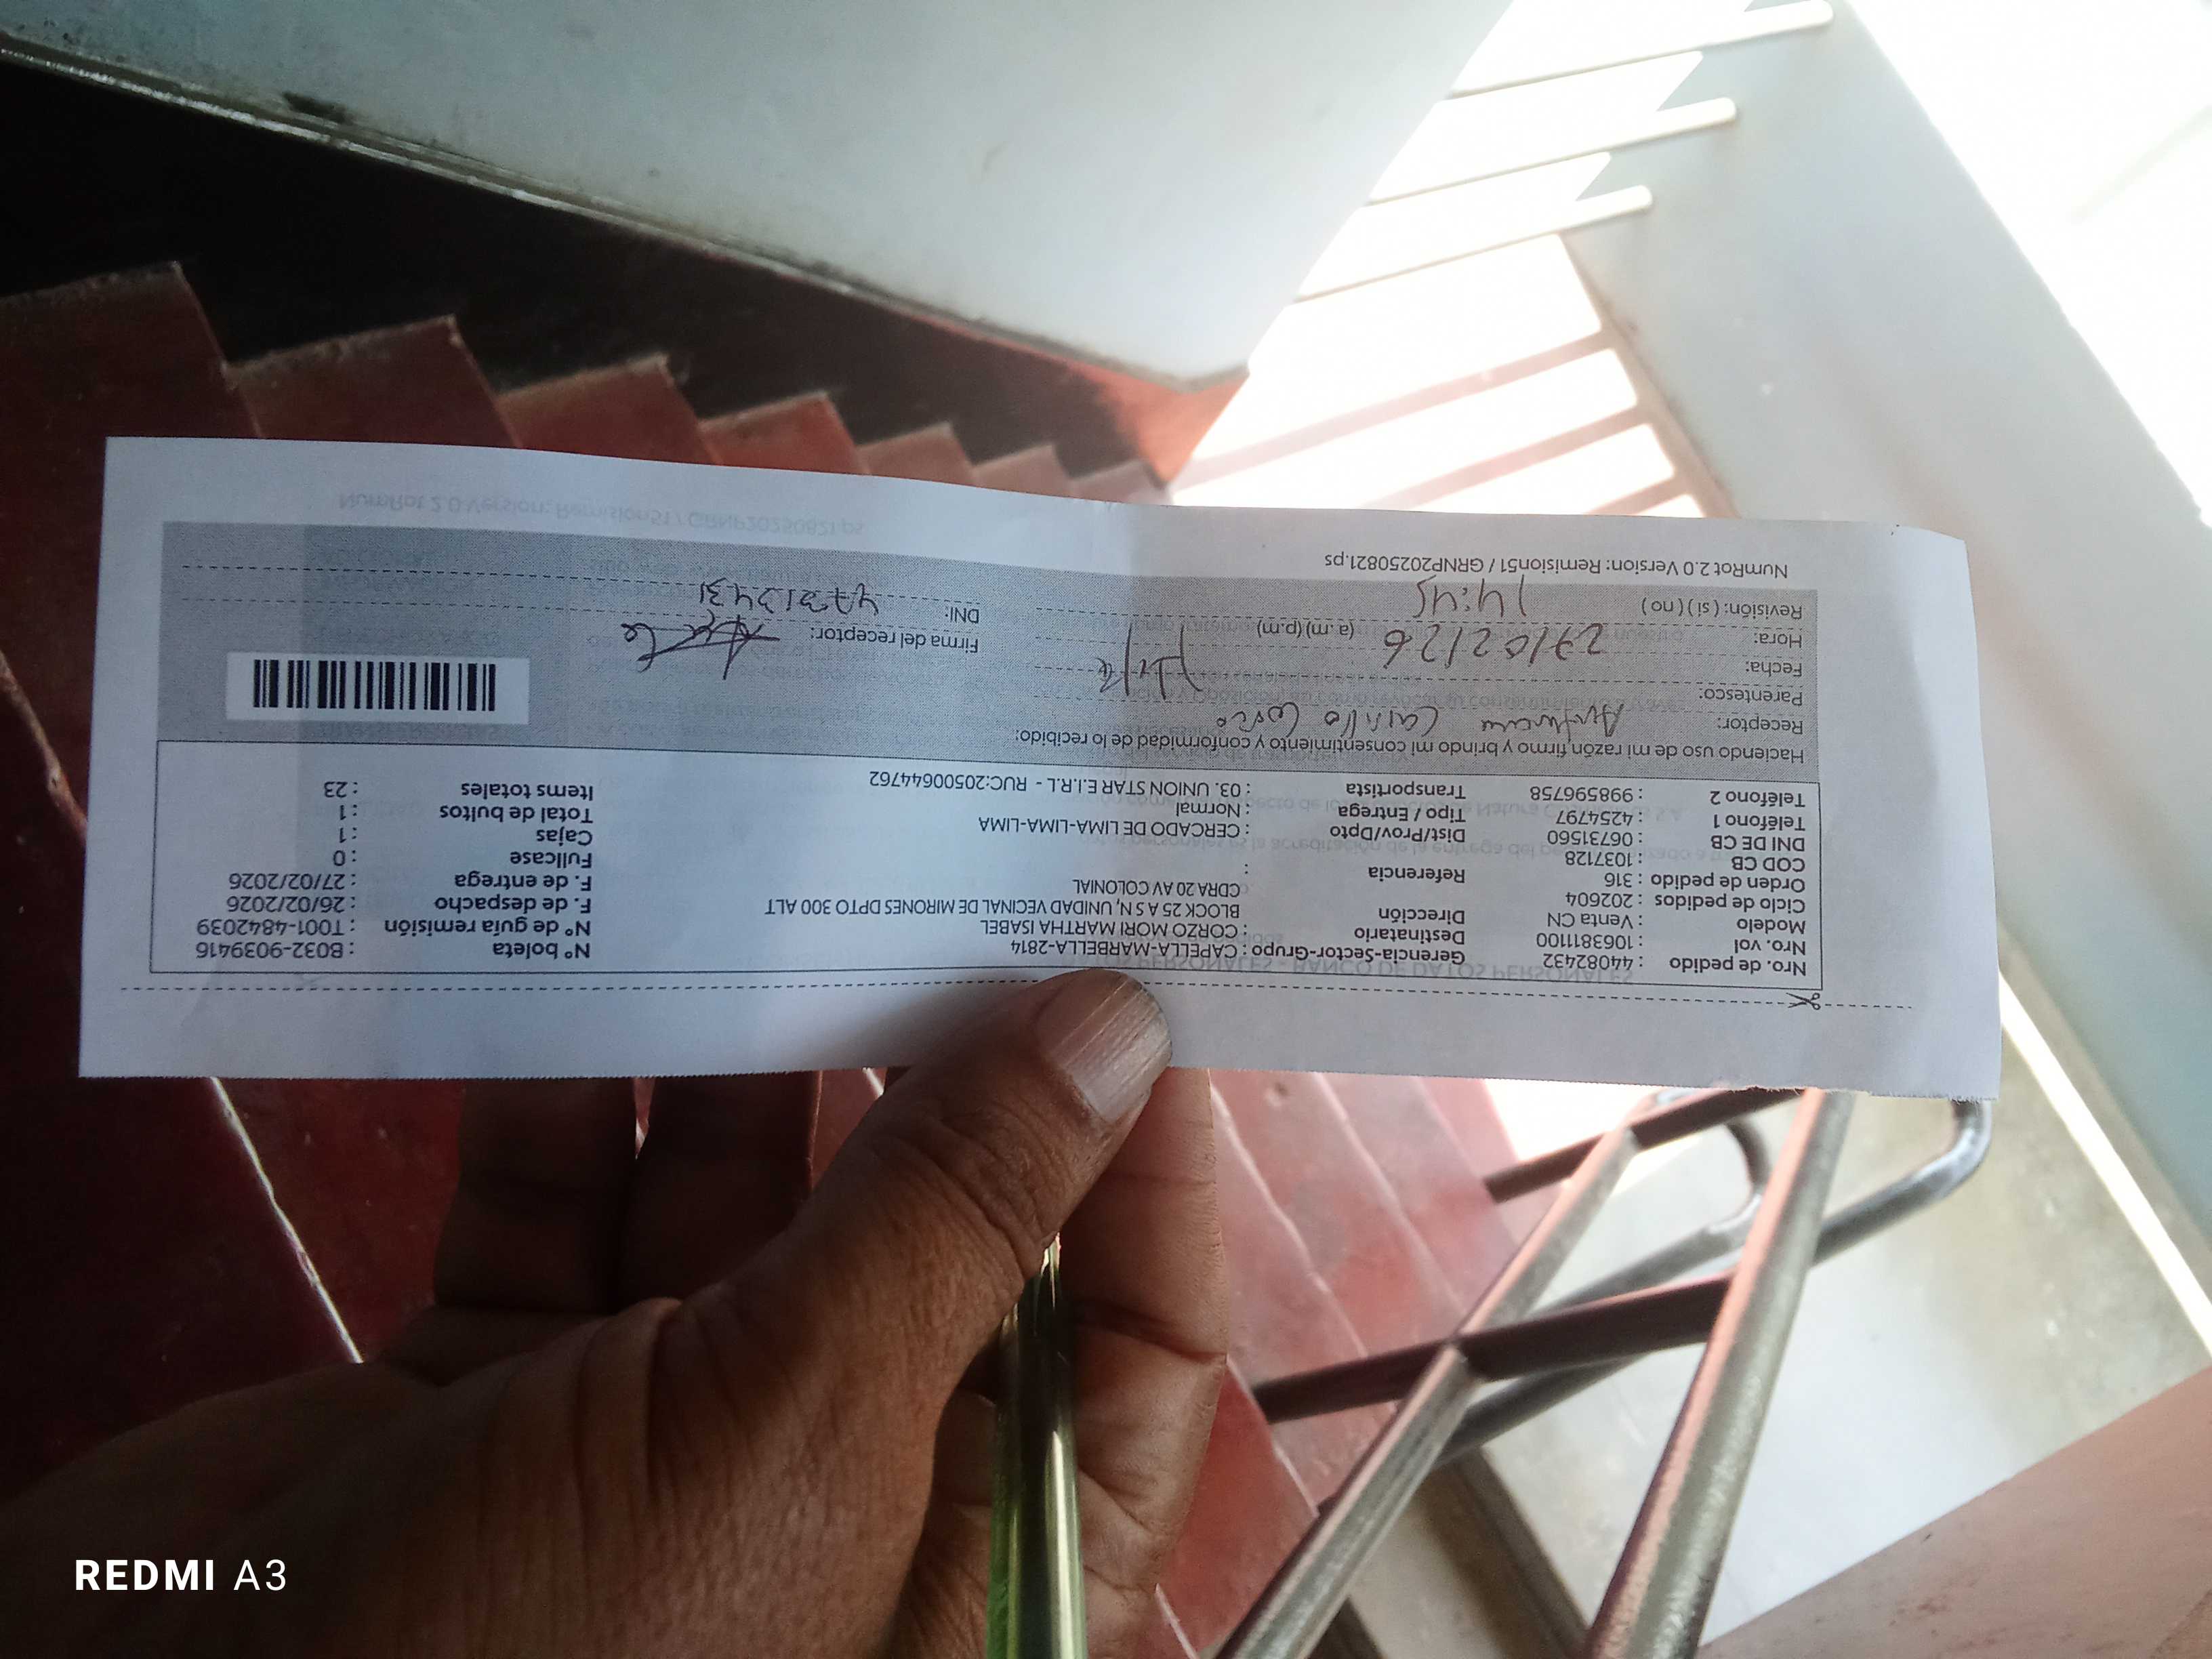 Nro. de pedido : 44082432 Gerencia-Sector-Grupo : CAPELLA-MARBELLA-2814 N° boleta : B032-9039416
Nro. vol : 1063811100 Destinatario : CORZO MORI MARTHA ISABEL N° de guía remisión : T001-4842039
Modelo : Venta CN Dirección BLOCK 25 A S N, UNIDAD VECINAL DE MIRONES DPTO 300 ALT F. de despacho : 26/02/2026
Ciclo de pedidos : 202604 CDRA 20 AV COLONIAL F. de entrega : 27/02/2026
Orden de pedido : 316 Referencia : Fullcase : 0
COD CB : 1037128 Cajas : 1
DNI DE CB : 06731560 Dist/Prov/Dpto : CERCADO DE LIMA-LIMA-LIMA Total de bultos : 1
Teléfono 1 : 4254797 Tipo / Entrega : Normal Items totales : 23
Teléfono 2 : 998596758 Transportista : 03. UNION STAR E.I.R.L - RUC:20500644762
Haciendo uso de mi razón,firmo y brindo mi consentimiento y conformidad de lo recibido:
Receptor: Carrillo Corzo
Parentesco:
Fecha: 27/02/26
Hora: (a.m) (p.m) Firma del receptor:
Revisión: ( si ) ( no ) 14:45 DNI:
NumRot 2.0 Version: Remision51 / GRNP20250821.ps
REDMI A3